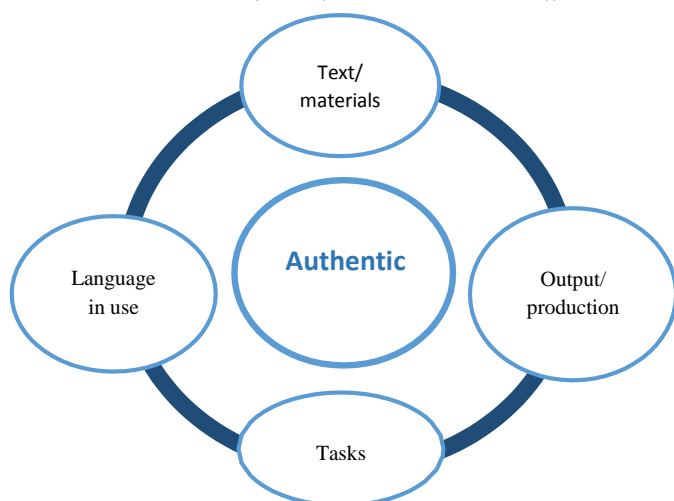 Text/
materials
Authentic
Language
in use
Output/
production
Tasks